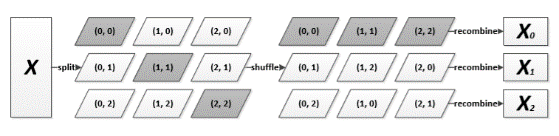 (0, 0) (1, 0) (2, 0) (0, 0) (1, 1) (2, 2) recombine X0
X split (0, 1) (1, 1) (2, 1) shuffle (0, 1) (1, 2) (2, 0) recombine X1
(0, 2) (1, 2) (2, 2) (0, 2) (1, 0) (2, 1) recombine X2